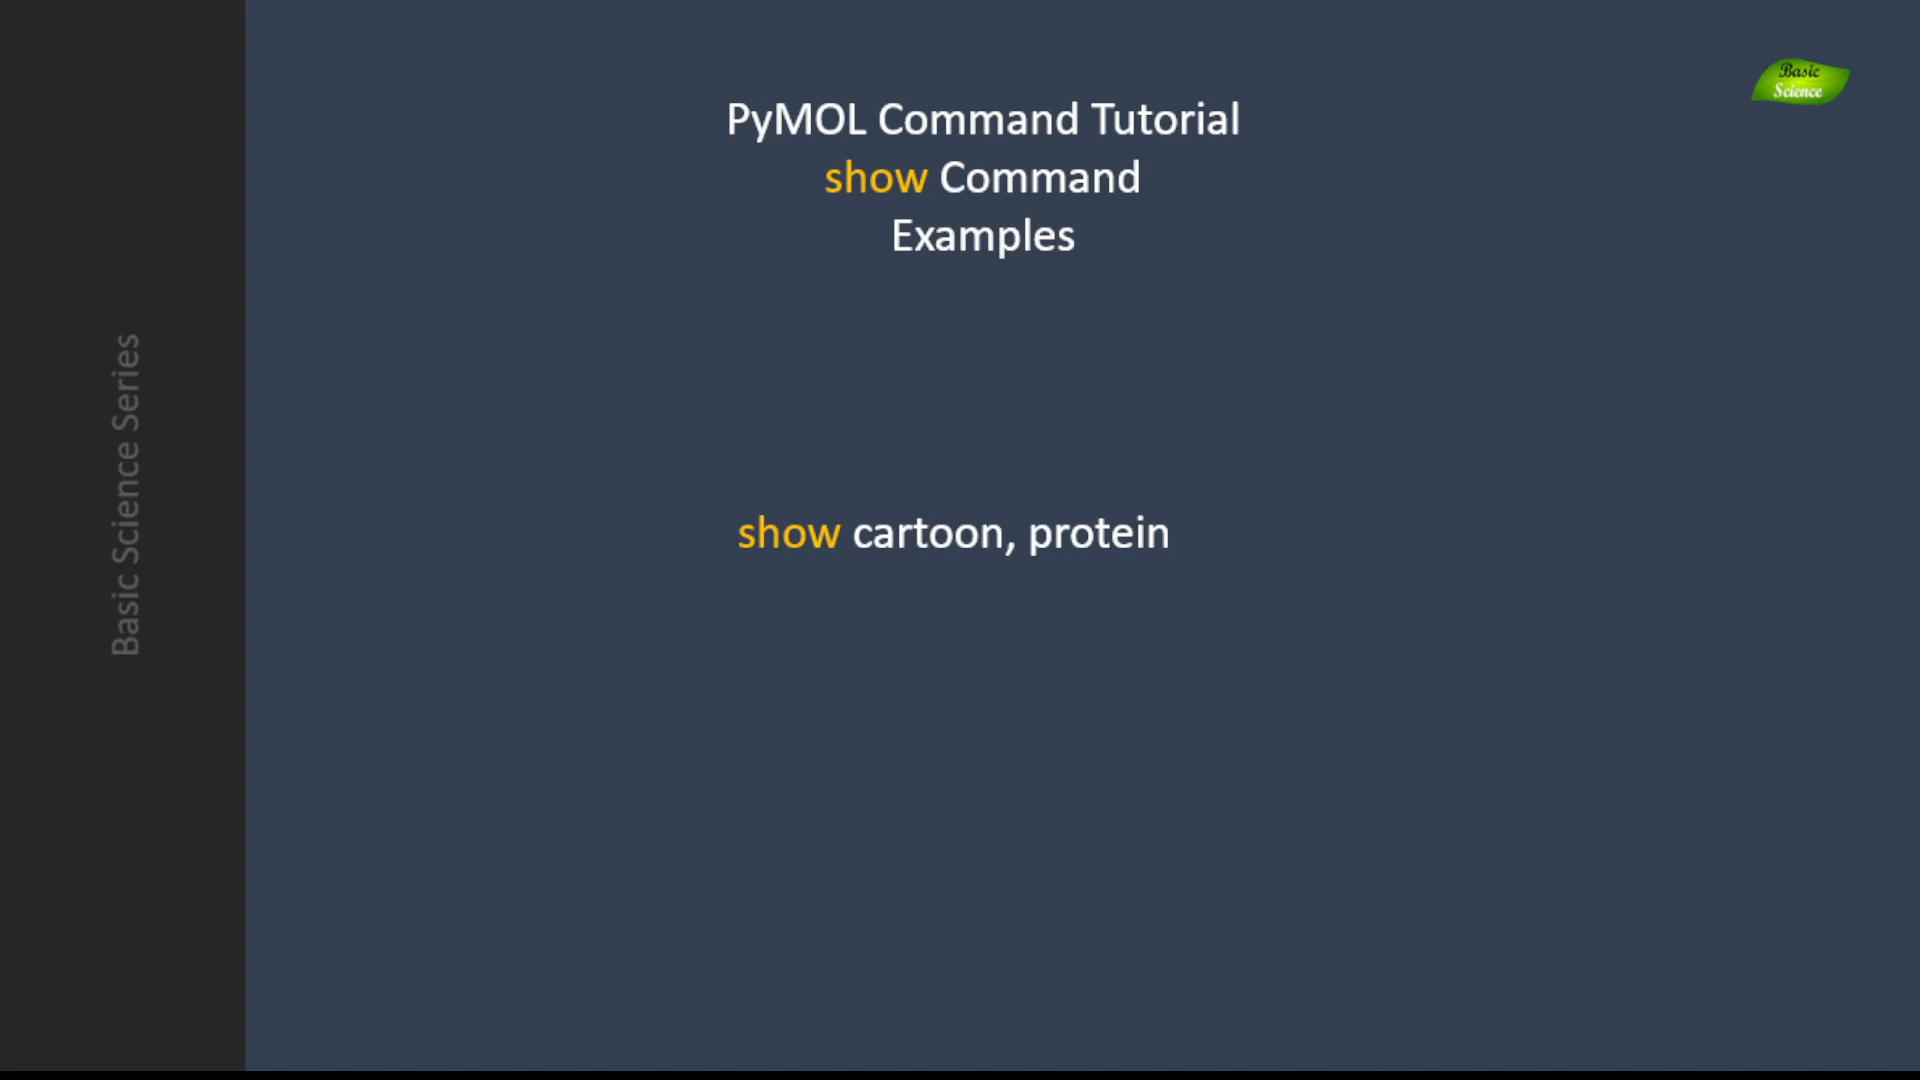 Basic
Science
PyMOL Command Tutorial
show Command
Examples
Basic Science Series
show cartoon, protein